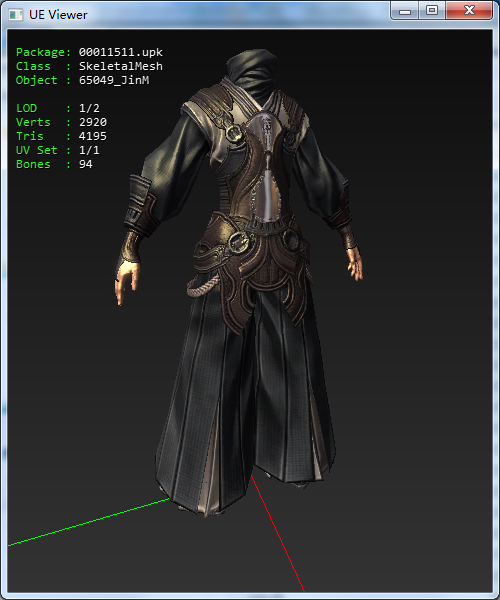 UE Viewer
Package: 00011511.upk
Class : SkeletalMesh
Object : 65049_JinM
LOD : 1/2
Verts : 2920
Tris : 4195
UV Set : 1/1
Bones : 94